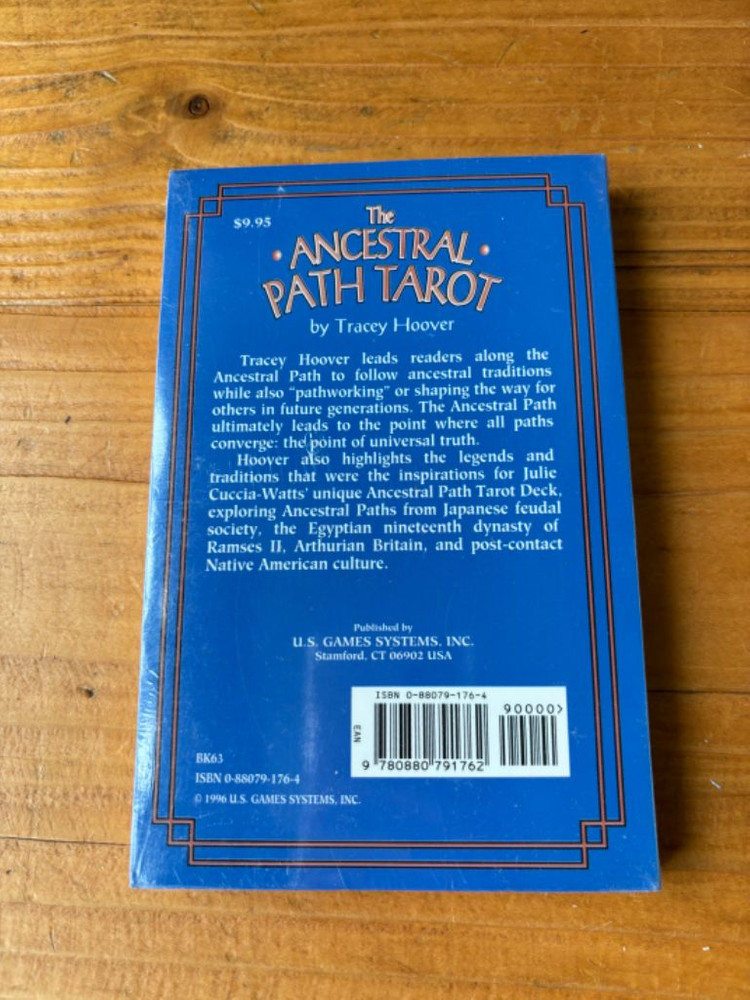 $9.95
The
• ANCESTRAL •
PATH TAROT
by Tracey Hoover
Tracey Hoover leads readers along the
Ancestral Path to follow ancestral traditions
while also "pathworking" or shaping the way for
others in future generations. The Ancestral Path
ultimately leads to the point where all paths
converge: the point of universal truth.
Hoover also highlights the legends and
traditions that were the inspirations for Julie
Cuccia-Watts' unique Ancestral Path Tarot Deck,
exploring Ancestral Paths from Japanese feudal
society, the Egyptian nineteenth dynasty of
Ramses II, Arthurian Britain, and post-contact
Native American culture.
Published by
U.S. GAMES SYSTEMS, INC.
Stamford, CT 06902 USA
ISBN 0-88079-176-4
90000>
EAN
9 780880 791762
BK63
ISBN 0-88079-176-4
© 1996 U.S. GAMES SYSTEMS, INC.